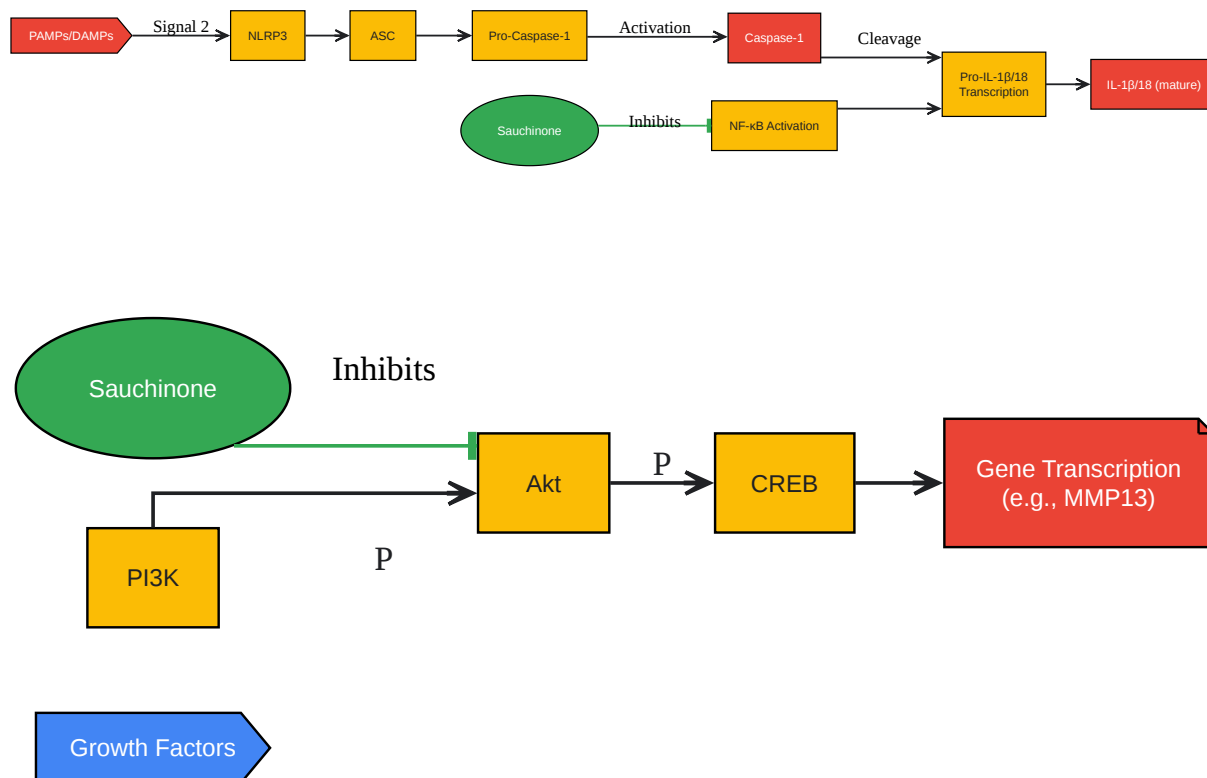 PAMPs/DAMPs
Signal 2
NLRP3
ASC
Pro-Caspase-1
Activation
Caspase-1
Cleavage
Pro-IL-1β/18
Transcription
IL-1β/18 (mature)
Sauchinone
Inhibits
NF-κB Activation
Sauchinone
Inhibits
PI3K
P
Akt
P
CREB
Gene Transcription
(e.g., MMP13)
Growth Factors